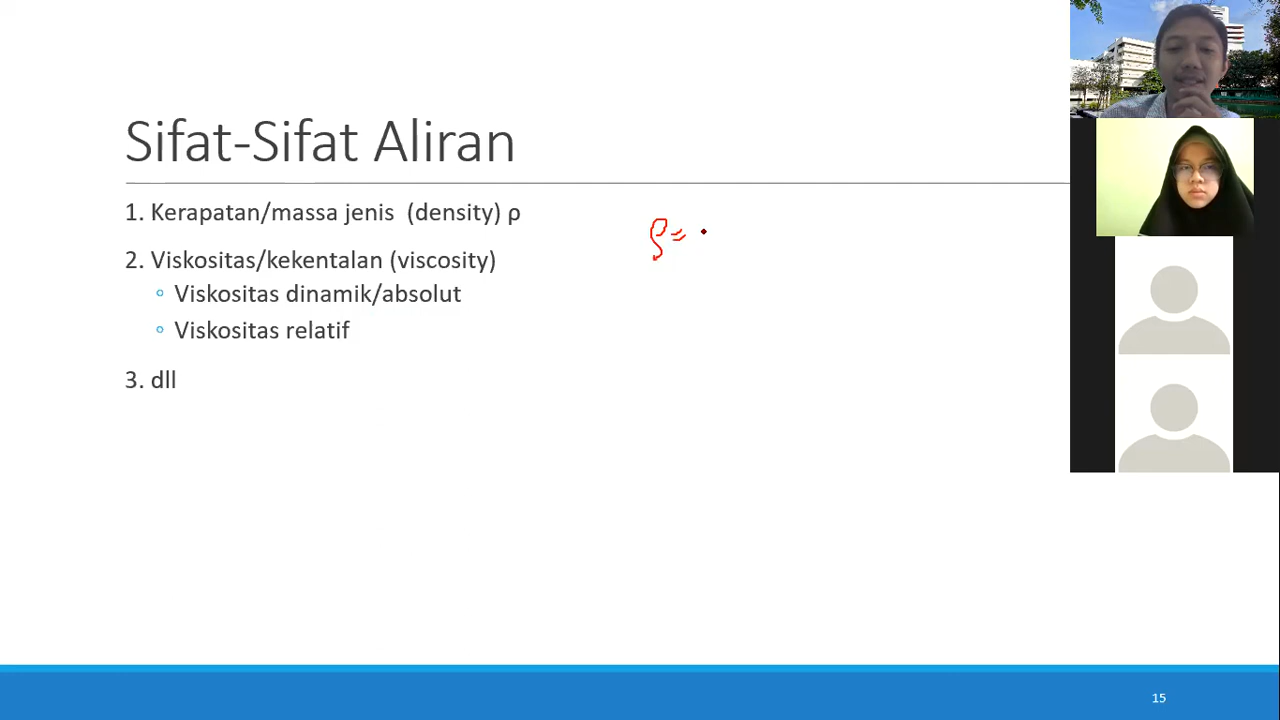 Sifat-Sifat Aliran
1. Kerapatan/massa jenis (density) ρ
ρ =
2. Viskositas/kekentalan (viscosity)
◦ Viskositas dinamik/absolut
◦ Viskositas relatif
3. dll
15